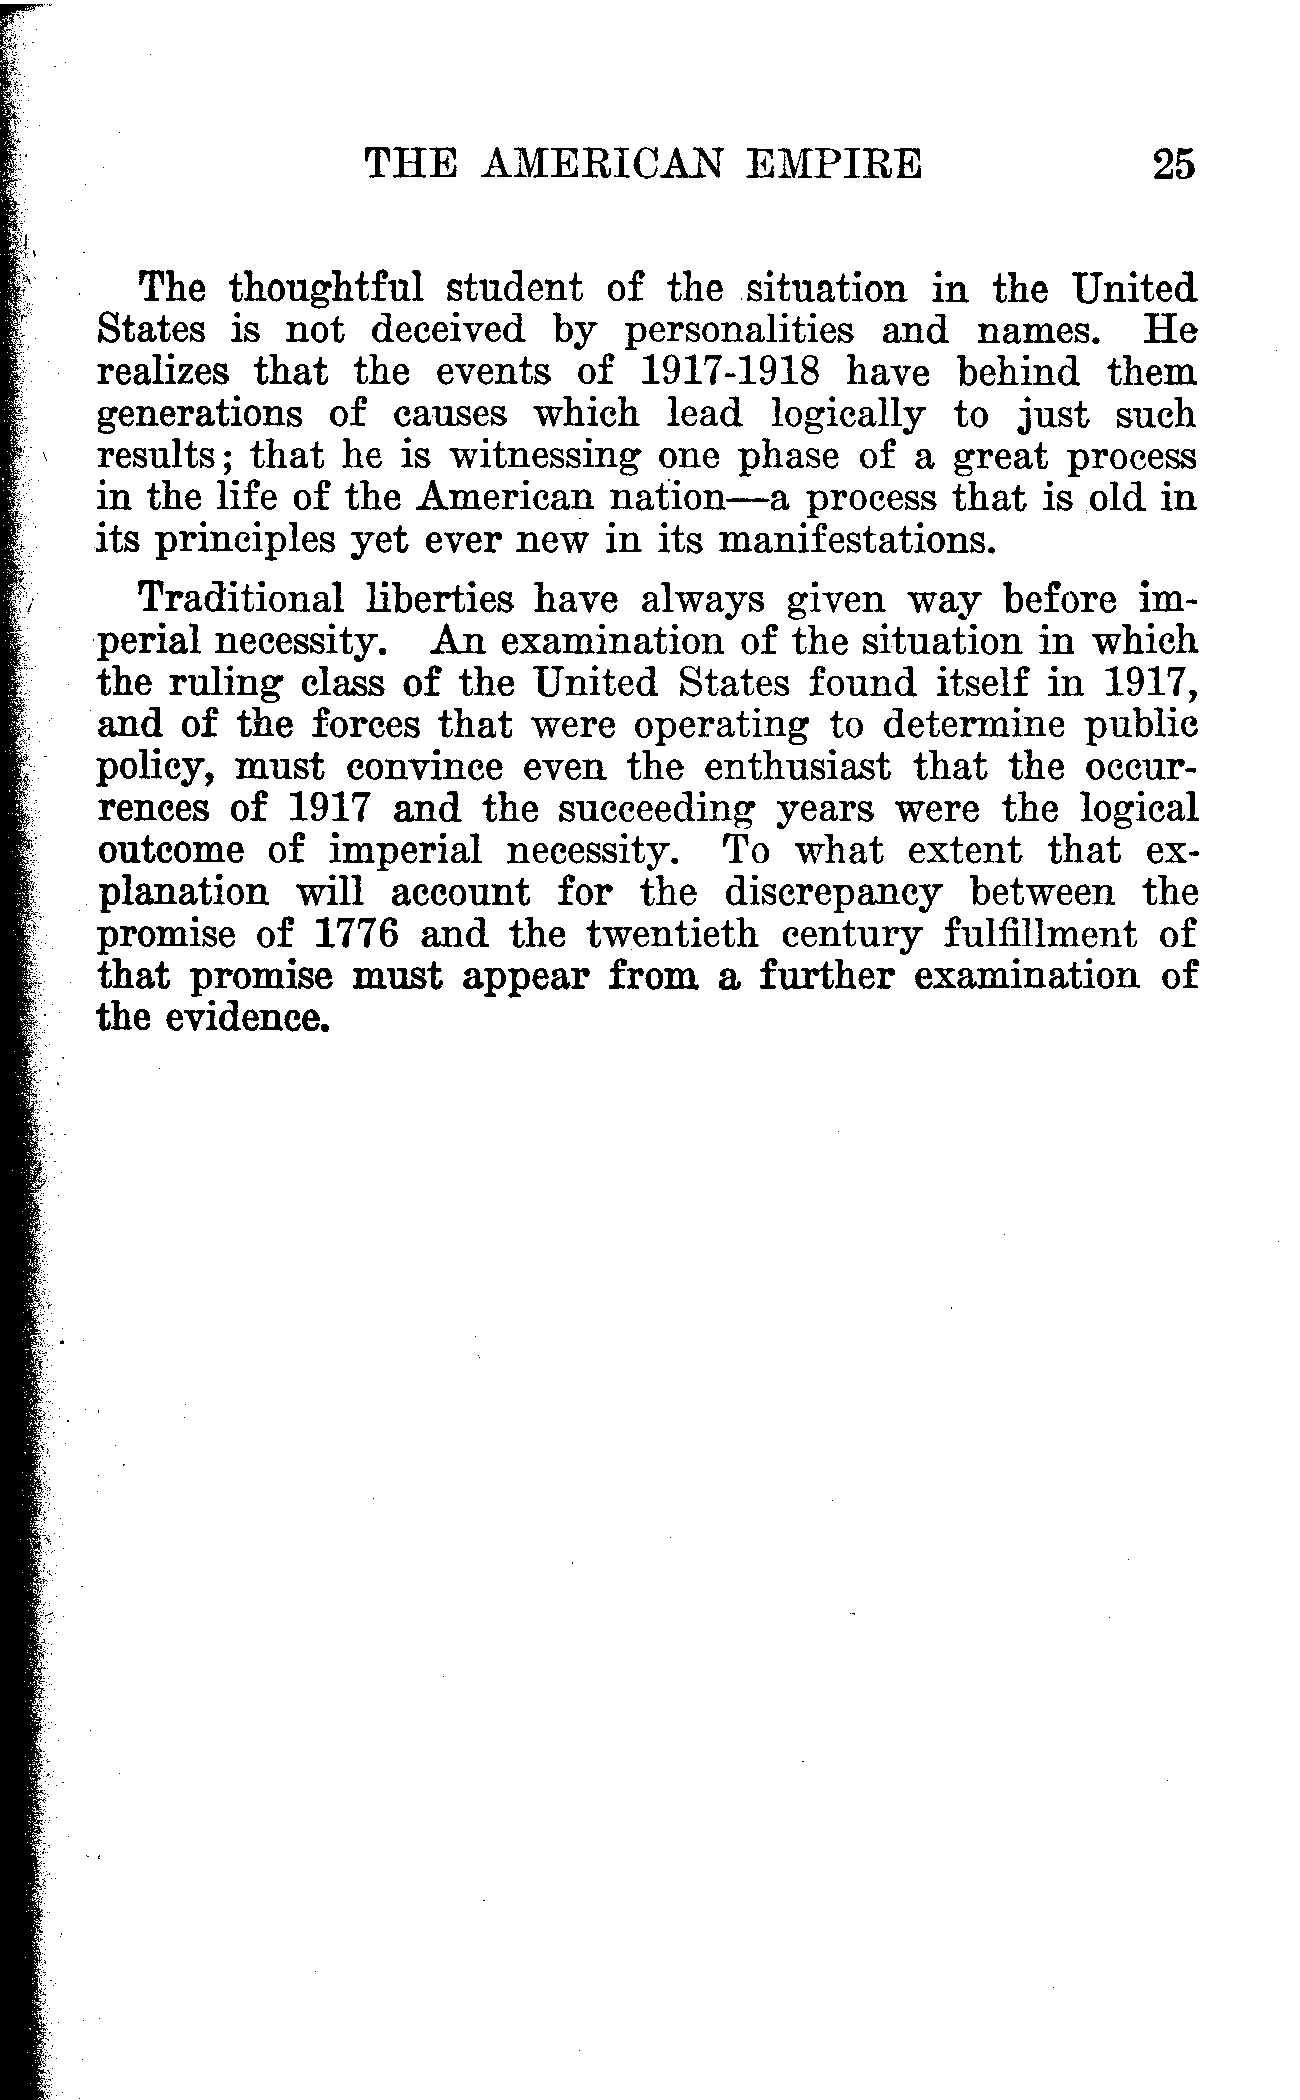 THE AMERICAN EMPIRE 25
The thoughtful student of the situation in the United
States is not deceived by personalities and names. He
realizes that the events of 1917-1918 have behind them
generations of causes which lead logically to just such
results; that he is witnessing one phase of a great process
in the life of the American nation—a process that is old in
its principles yet ever new in its manifestations.
Traditional liberties have always given way before im-
perial necessity. An examination of the situation in which
the ruling class of the United States found itself in 1917,
and of the forces that were operating to determine public
policy, must convince even the enthusiast that the occur-
rences of 1917 and the succeeding years were the logical
outcome of imperial necessity. To what extent that ex-
planation will account for the discrepancy between the
promise of 1776 and the twentieth century fulfillment of
that promise must appear from a further examination of
the evidence.